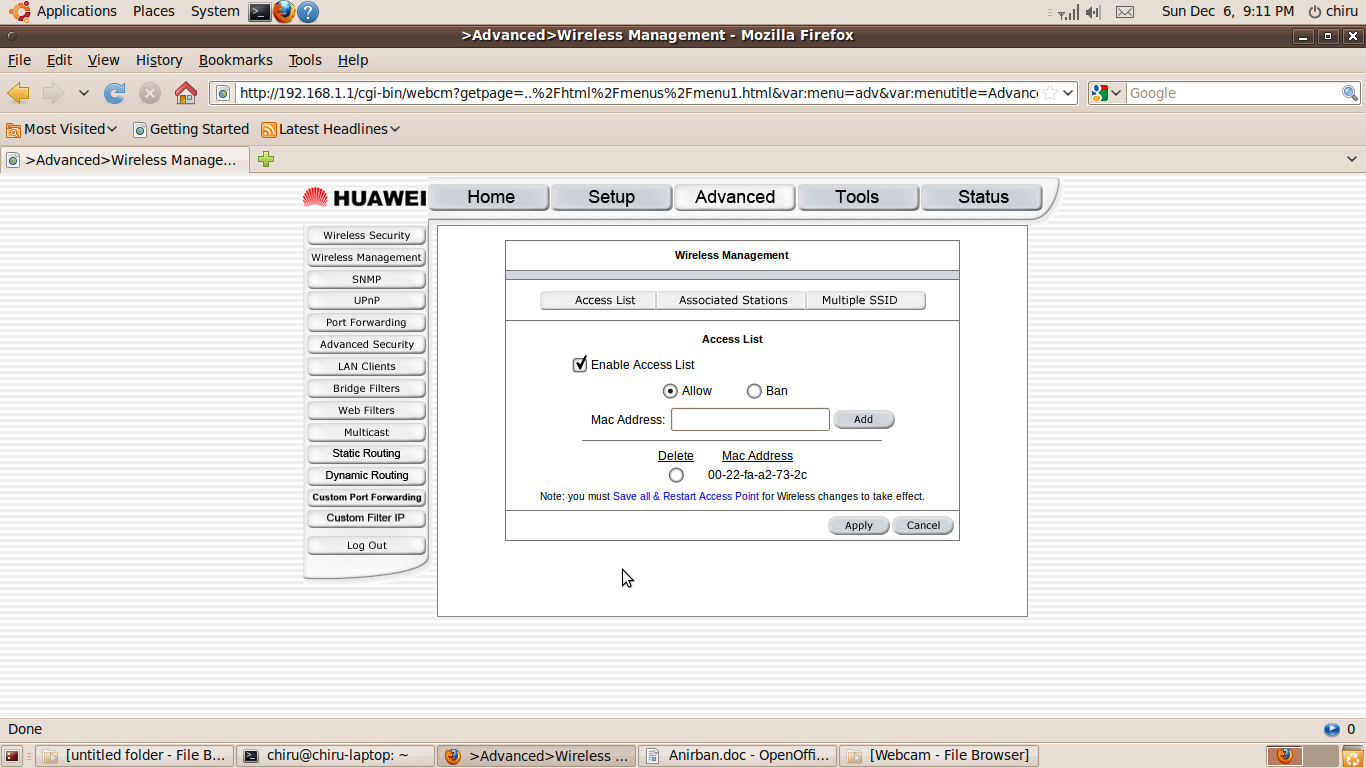 Applications Places System Sun Dec 6, 9:11 PM chiru
>Advanced>Wireless Management - Mozilla Firefox
File Edit View History Bookmarks Tools Help
http://192.168.1.1/cgi-bin/webcm?getpage=..%2Fhtml%2Fmenus%2Fmenu1.html&var:menu=adv&var:menutitle=Advanc Google
Most Visited Getting Started Latest Headlines
>Advanced>Wireless Manage...
HUAWEI Home Setup Advanced Tools Status
Wireless Security
Wireless Management
SNMP
UPnP
Port Forwarding
Advanced Security
LAN Clients
Bridge Filters
Web Filters
Multicast
Static Routing
Dynamic Routing
Custom Port Forwarding
Custom Filter IP
Log Out
Wireless Management
Access List Associated Stations Multiple SSID
Access List
Enable Access List
Allow Ban
Mac Address: Add
Delete Mac Address
00-22-fa-a2-73-2c
Note: you must Save all & Restart Access Point for Wireless changes to take effect.
Apply Cancel
Done 0
[untitled folder - File B... chiru@chiru-laptop: ~ >Advanced>Wireless ... Anirban.doc - OpenOffi... [Webcam - File Browser]